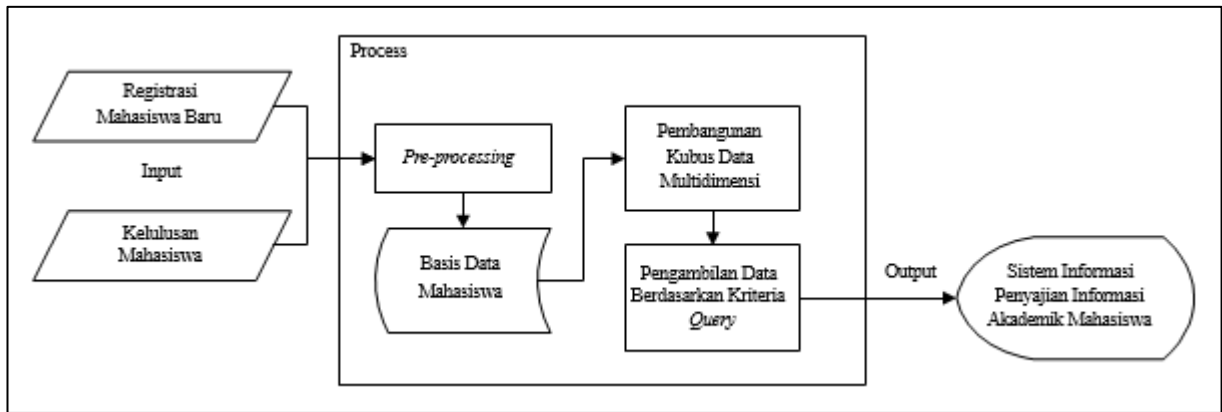 Process
Registrasi
Mahasiswa Baru
Input
Kelulusan
Mahasiswa
Pre-processing
Basis Data
Mahasiswa
Pembangunan
Kubus Data
Multidimensi
Pengambilan Data
Berdasarkan Kriteria
Query
Output
Sistem Informasi
Penyajian Informasi
Akademik Mahasiswa